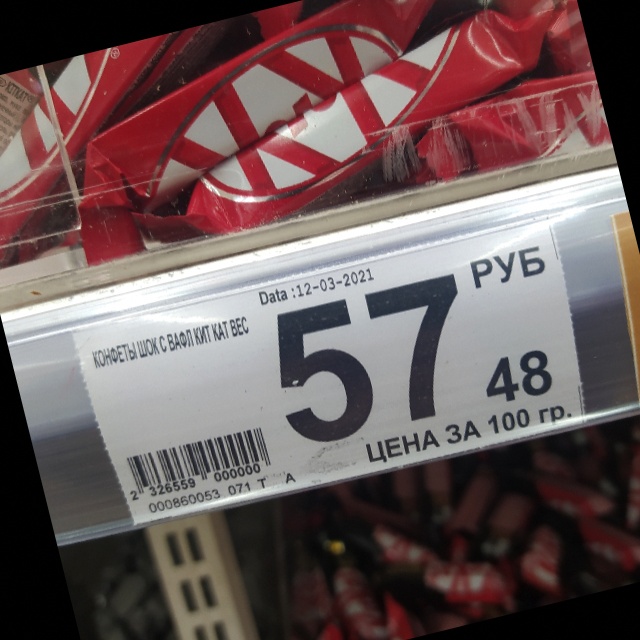 Data :12-03-2021
КОНФЕТЫ ШОК С ВАФЛ КИТ КАТ ВЕС
57 РУБ
48
ЦЕНА ЗА 100 гр.
2 326559 000000
000850053 071 Т А